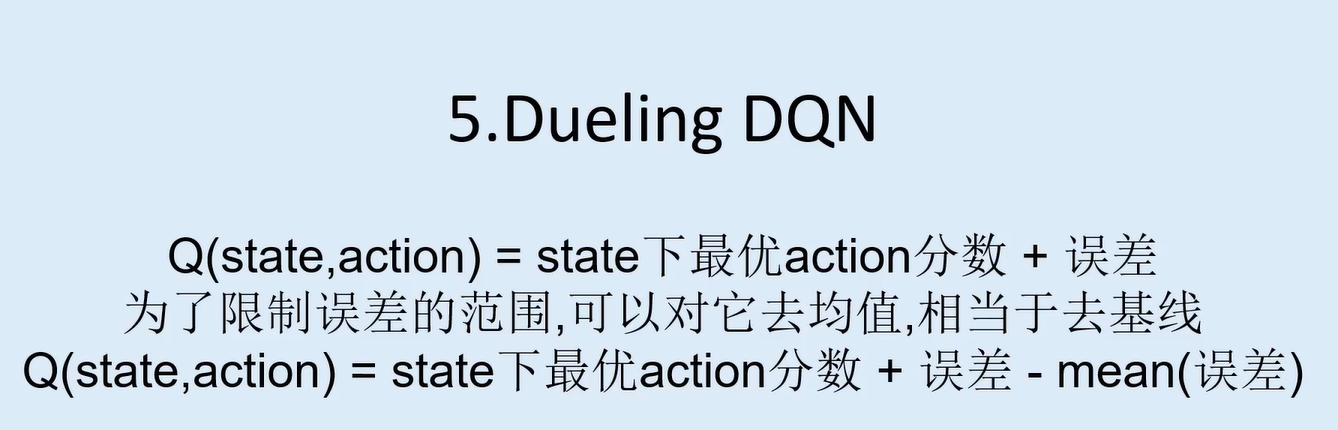 5.Dueling DQN
Q(state,action) = state下最优action分数 + 误差
为了限制误差的范围,可以对它去均值,相当于去基线
Q(state,action) = state下最优action分数 + 误差 - mean(误差)